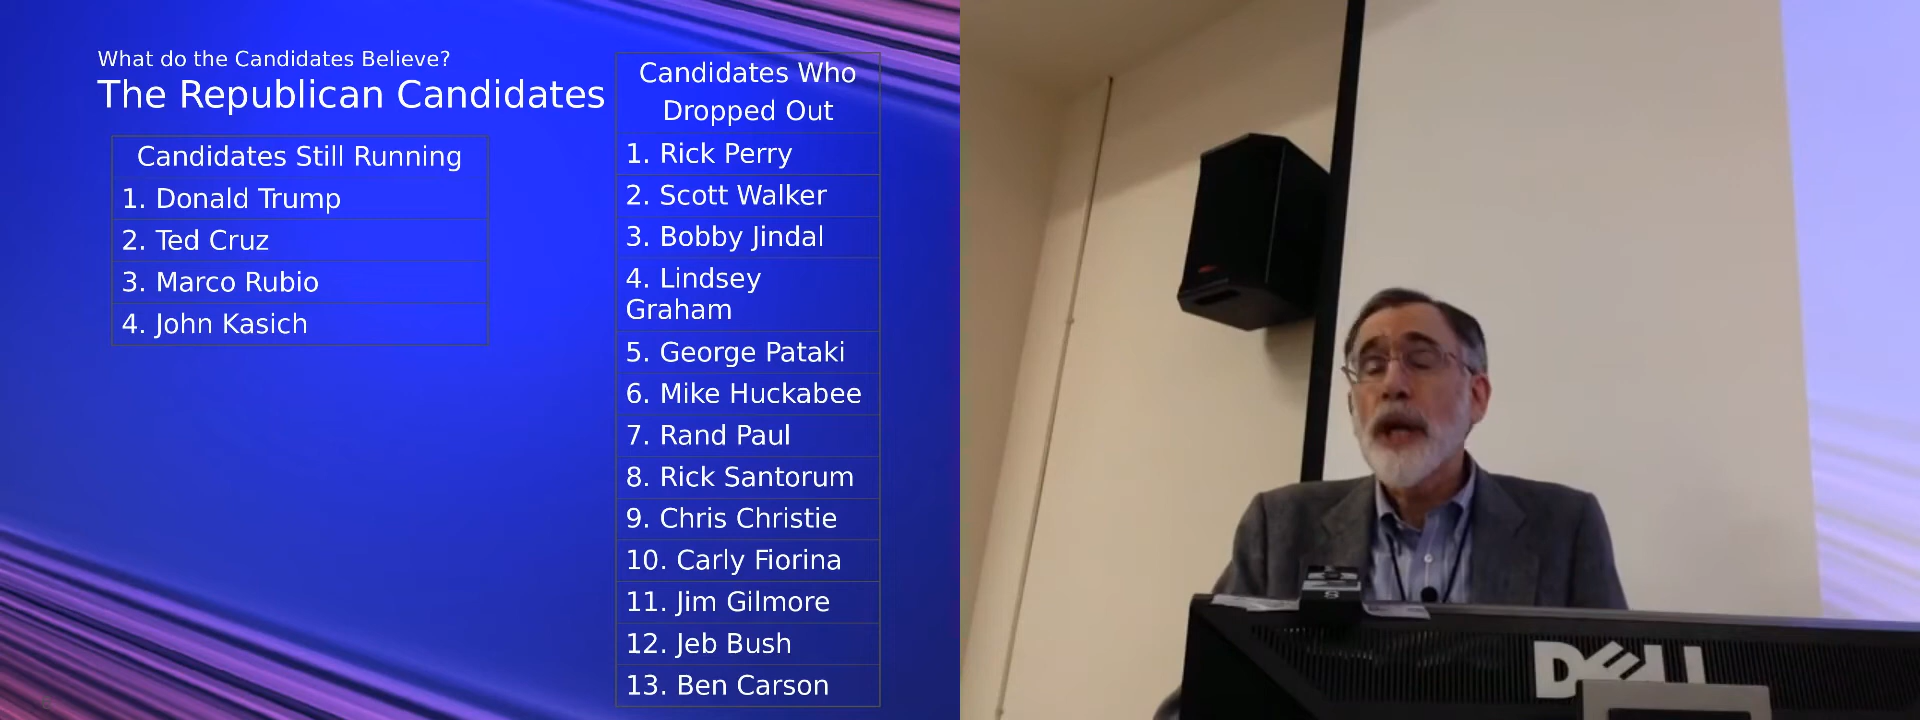 What do the Candidates Believe?
The Republican Candidates
Candidates Still Running
1. Donald Trump
2. Ted Cruz
3. Marco Rubio
4. John Kasich
Candidates Who
Dropped Out
1. Rick Perry
2. Scott Walker
3. Bobby Jindal
4. Lindsey
Graham
5. George Pataki
6. Mike Huckabee
7. Rand Paul
8. Rick Santorum
9. Chris Christie
10. Carly Fiorina
11. Jim Gilmore
12. Jeb Bush
13. Ben Carson
DELL